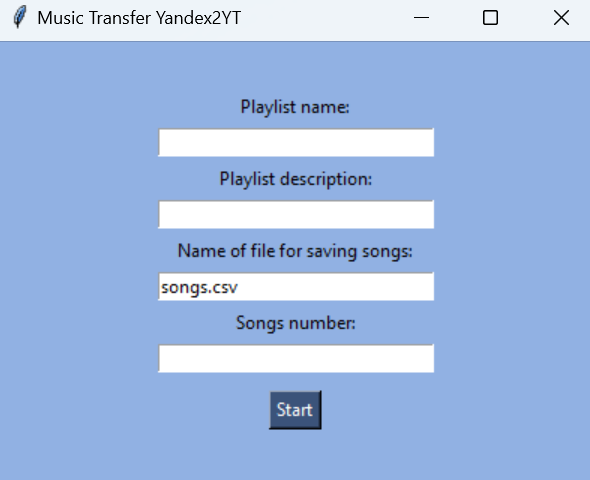 Music Transfer Yandex2YT
Playlist name:
Playlist description:
Name of file for saving songs:
songs.csv
Songs number:
Start